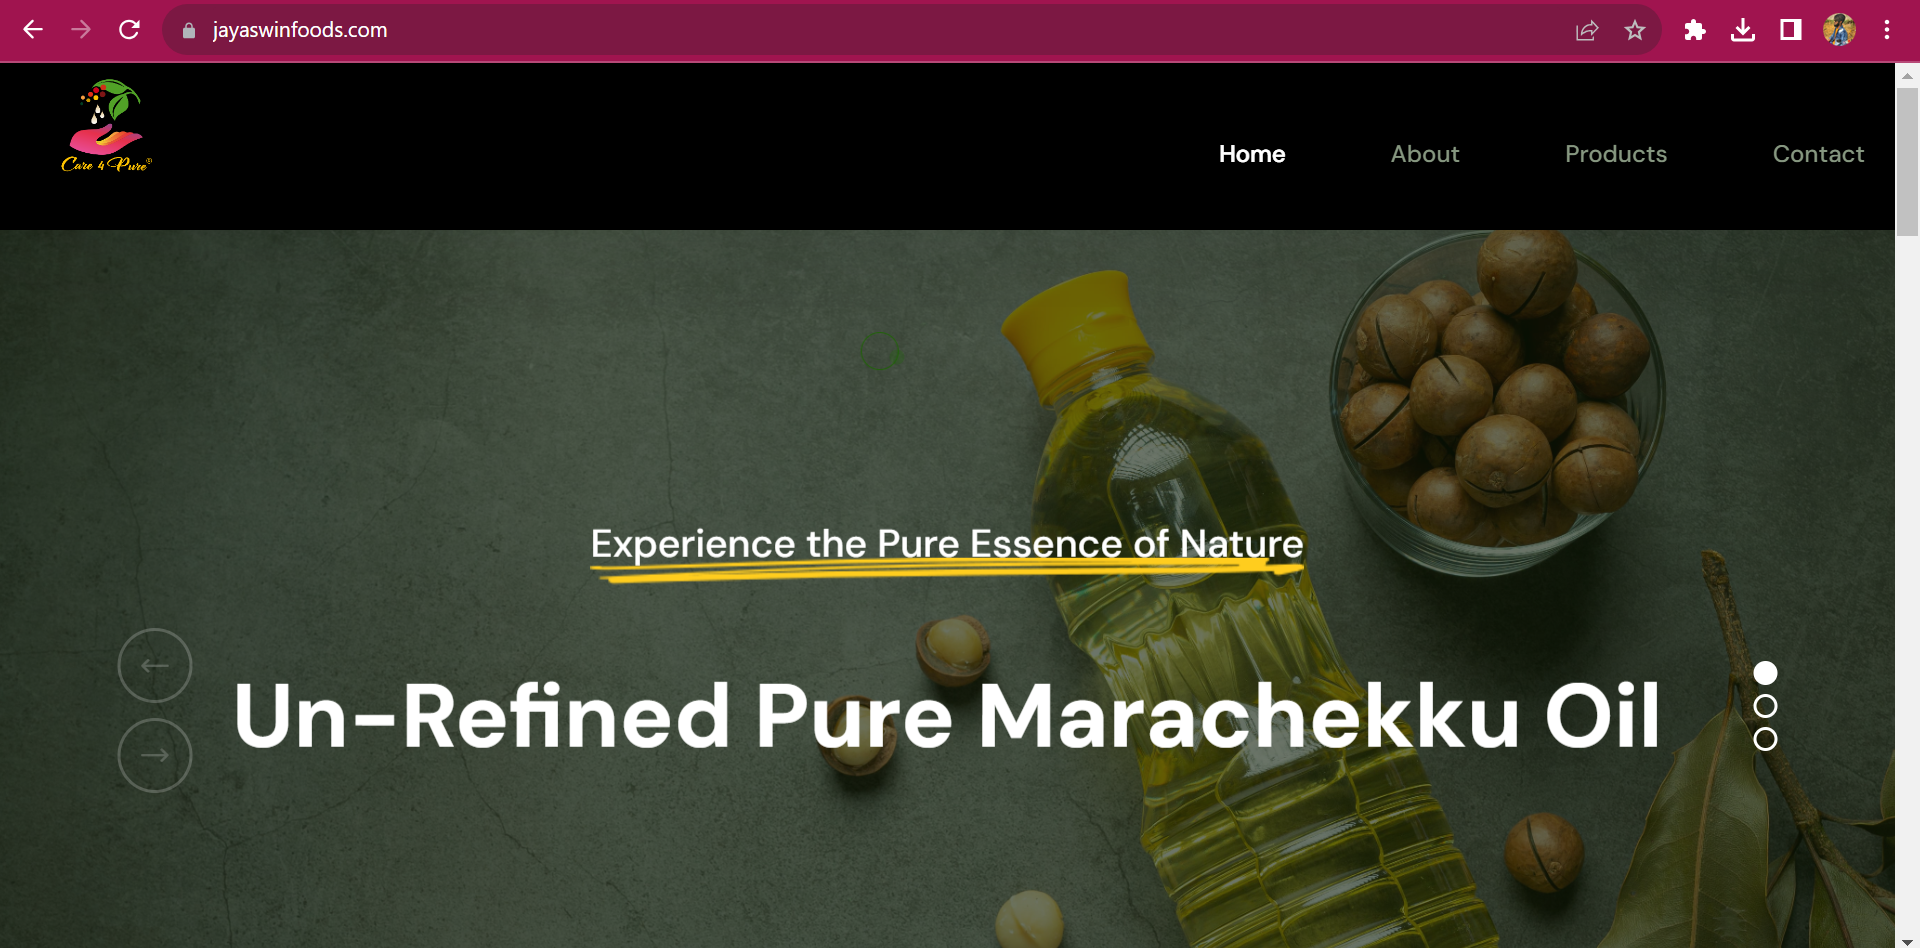 jayaswinfoods.com
Care 4 Pure®
Home About Products Contact
Experience the Pure Essence of Nature
Un-Refined Pure Marachekku Oil